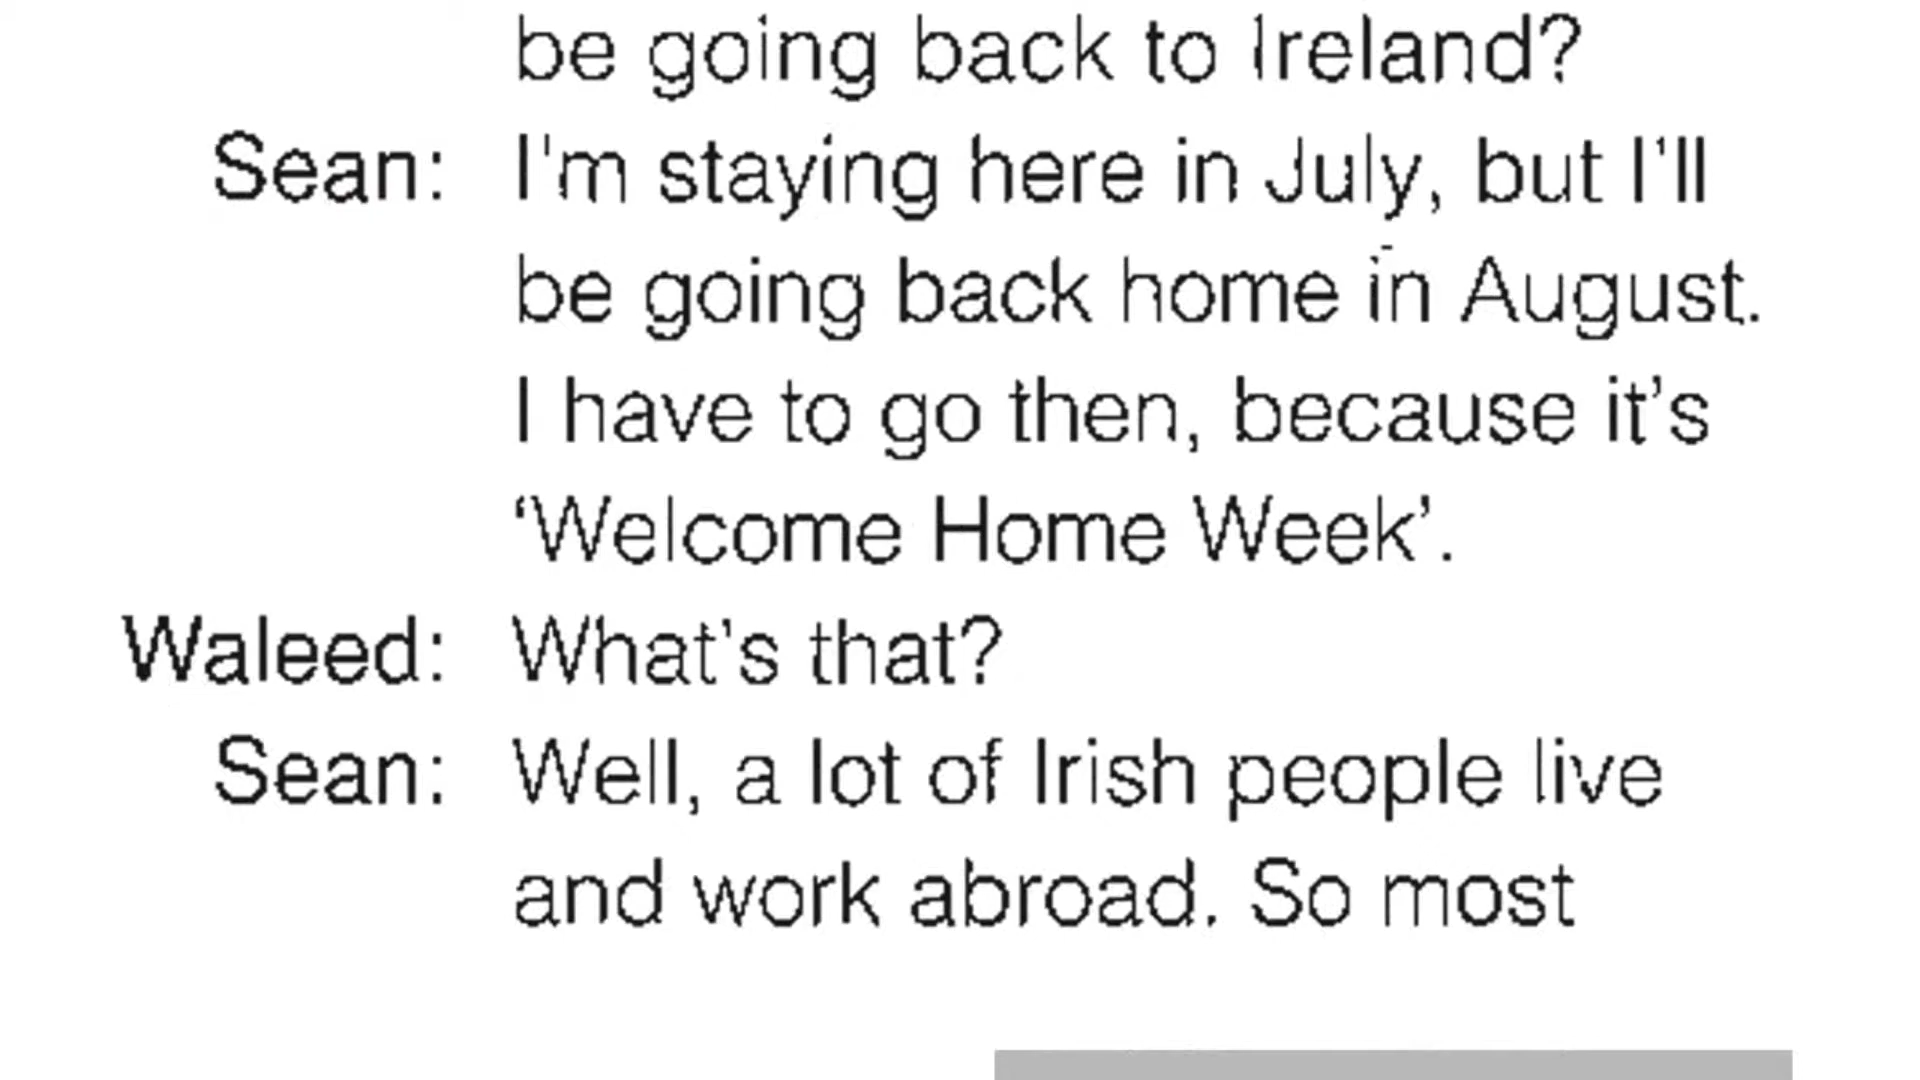 be going back to Ireland?
Sean: I'm staying here in July, but I'll
be going back home in August.
I have to go then, because it's
‘Welcome Home Week’.
Waleed: What's that?
Sean: Well, a lot of Irish people live
and work abroad. So most